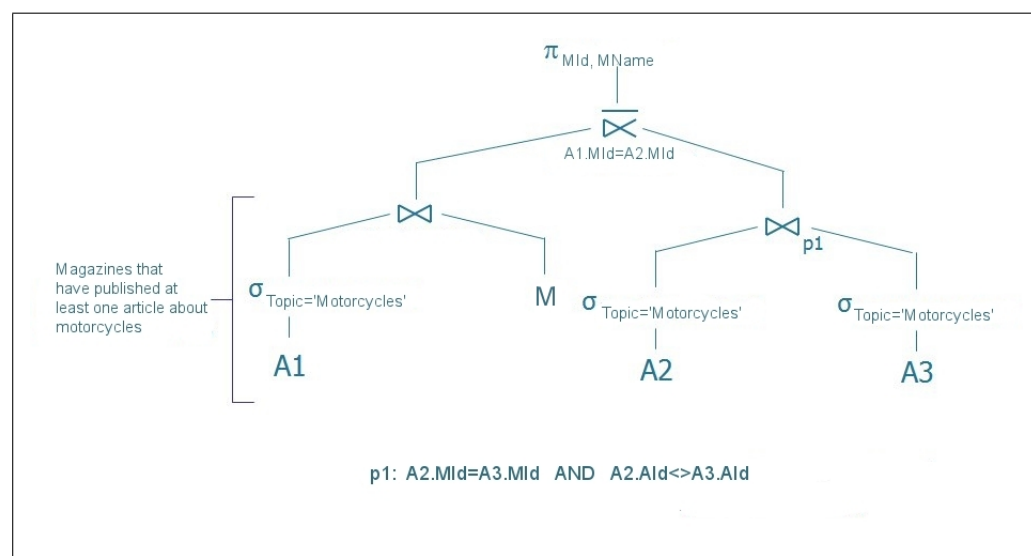 π MId, MName
A1.MId=A2.MId
p1
Magazines that
have published at
least one article about
motorcycles
σ Topic='Motorcycles'
M
σ Topic='Motorcycles'
σ Topic='Motorcycles'
A1
A2
A3
p1: A2.MId=A3.MId AND A2.AId<>A3.AId